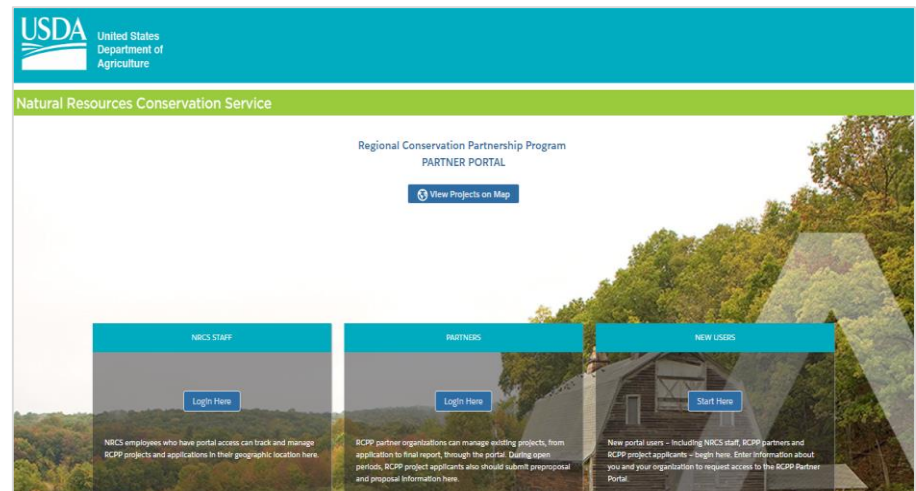 USDA
United States
Department of
Agriculture
Natural Resources Conservation Service
Regional Conservation Partnership Program
PARTNER PORTAL
View Projects on Map
NRCS STAFF
Login Here
NRCS employees who have portal access can track and manage
RCPP projects and applications in their geographic location here.
PARTNERS
Login Here
RCPP partner organizations can manage existing projects, from
application to final report, through the portal. During open
periods, RCPP project applicants also should submit preproposal
and proposal information here.
NEW USERS
Start Here
New portal users – including NRCS staff, RCPP partners and
RCPP project applicants – begin here. Enter information about
you and your organization to request access to the RCPP Partner
Portal.